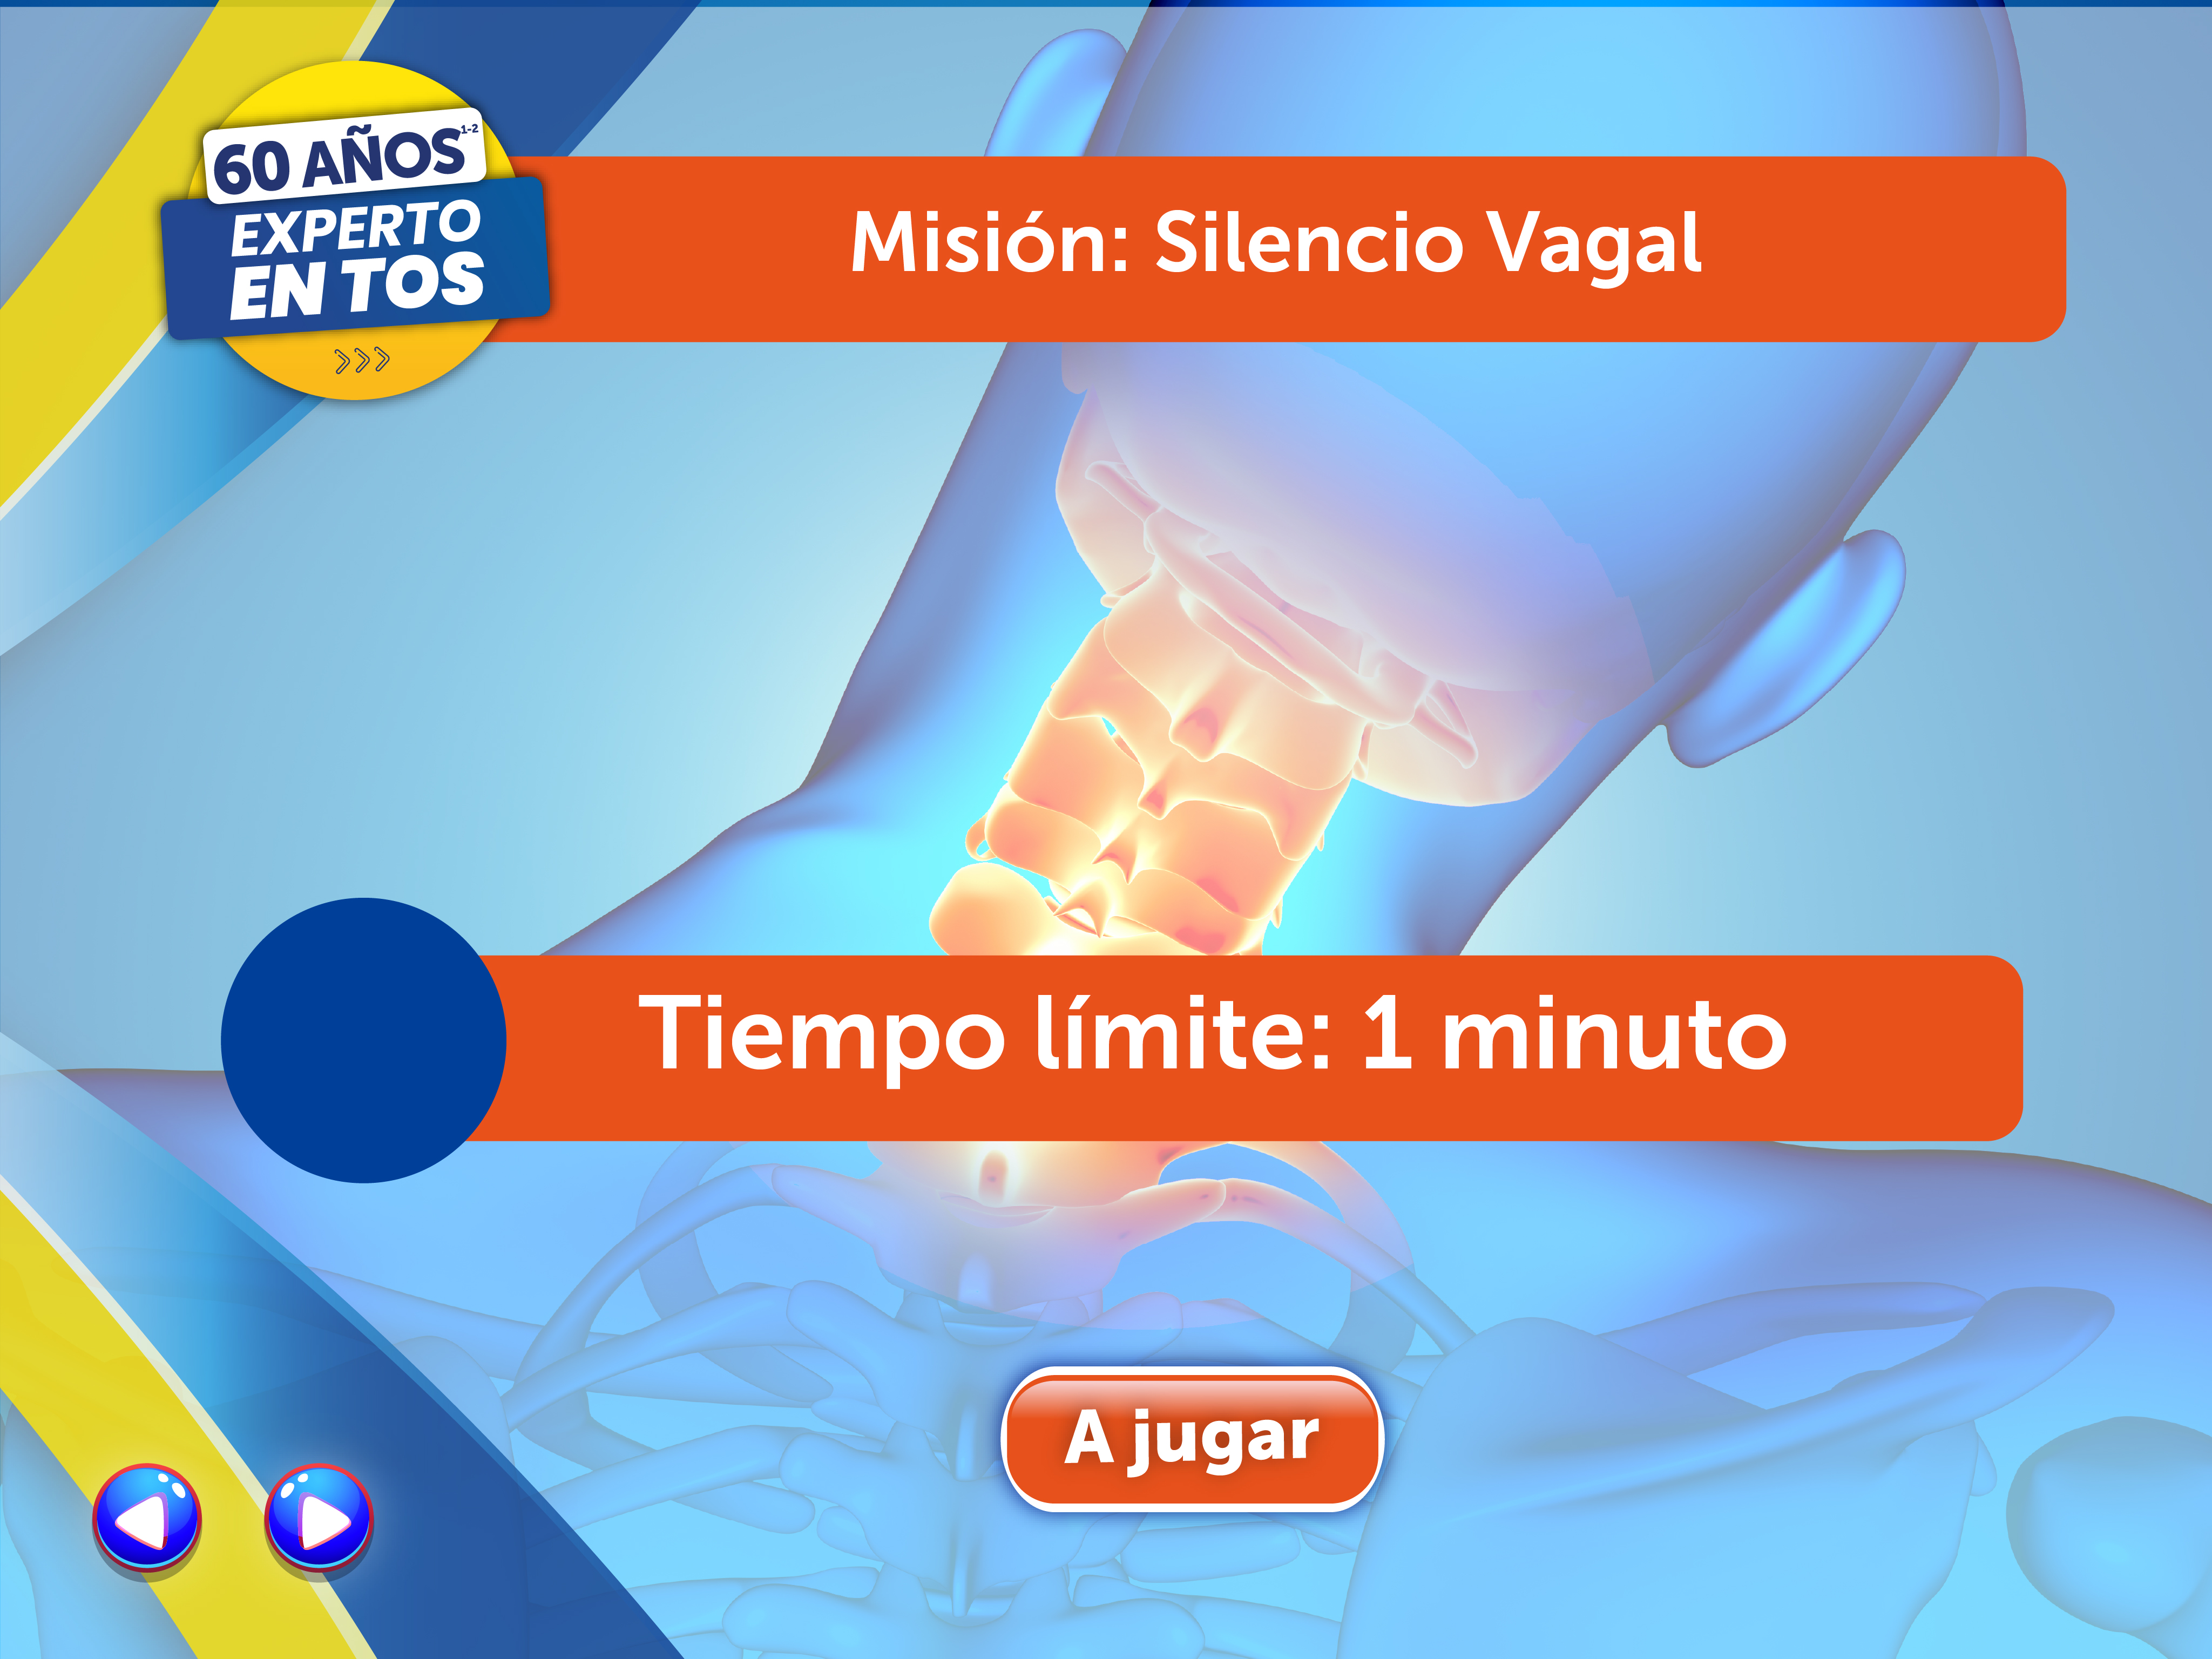 60 AÑOS1-2
EXPERTO
EN TOS
Misión: Silencio Vagal
Tiempo límite: 1 minuto
A jugar